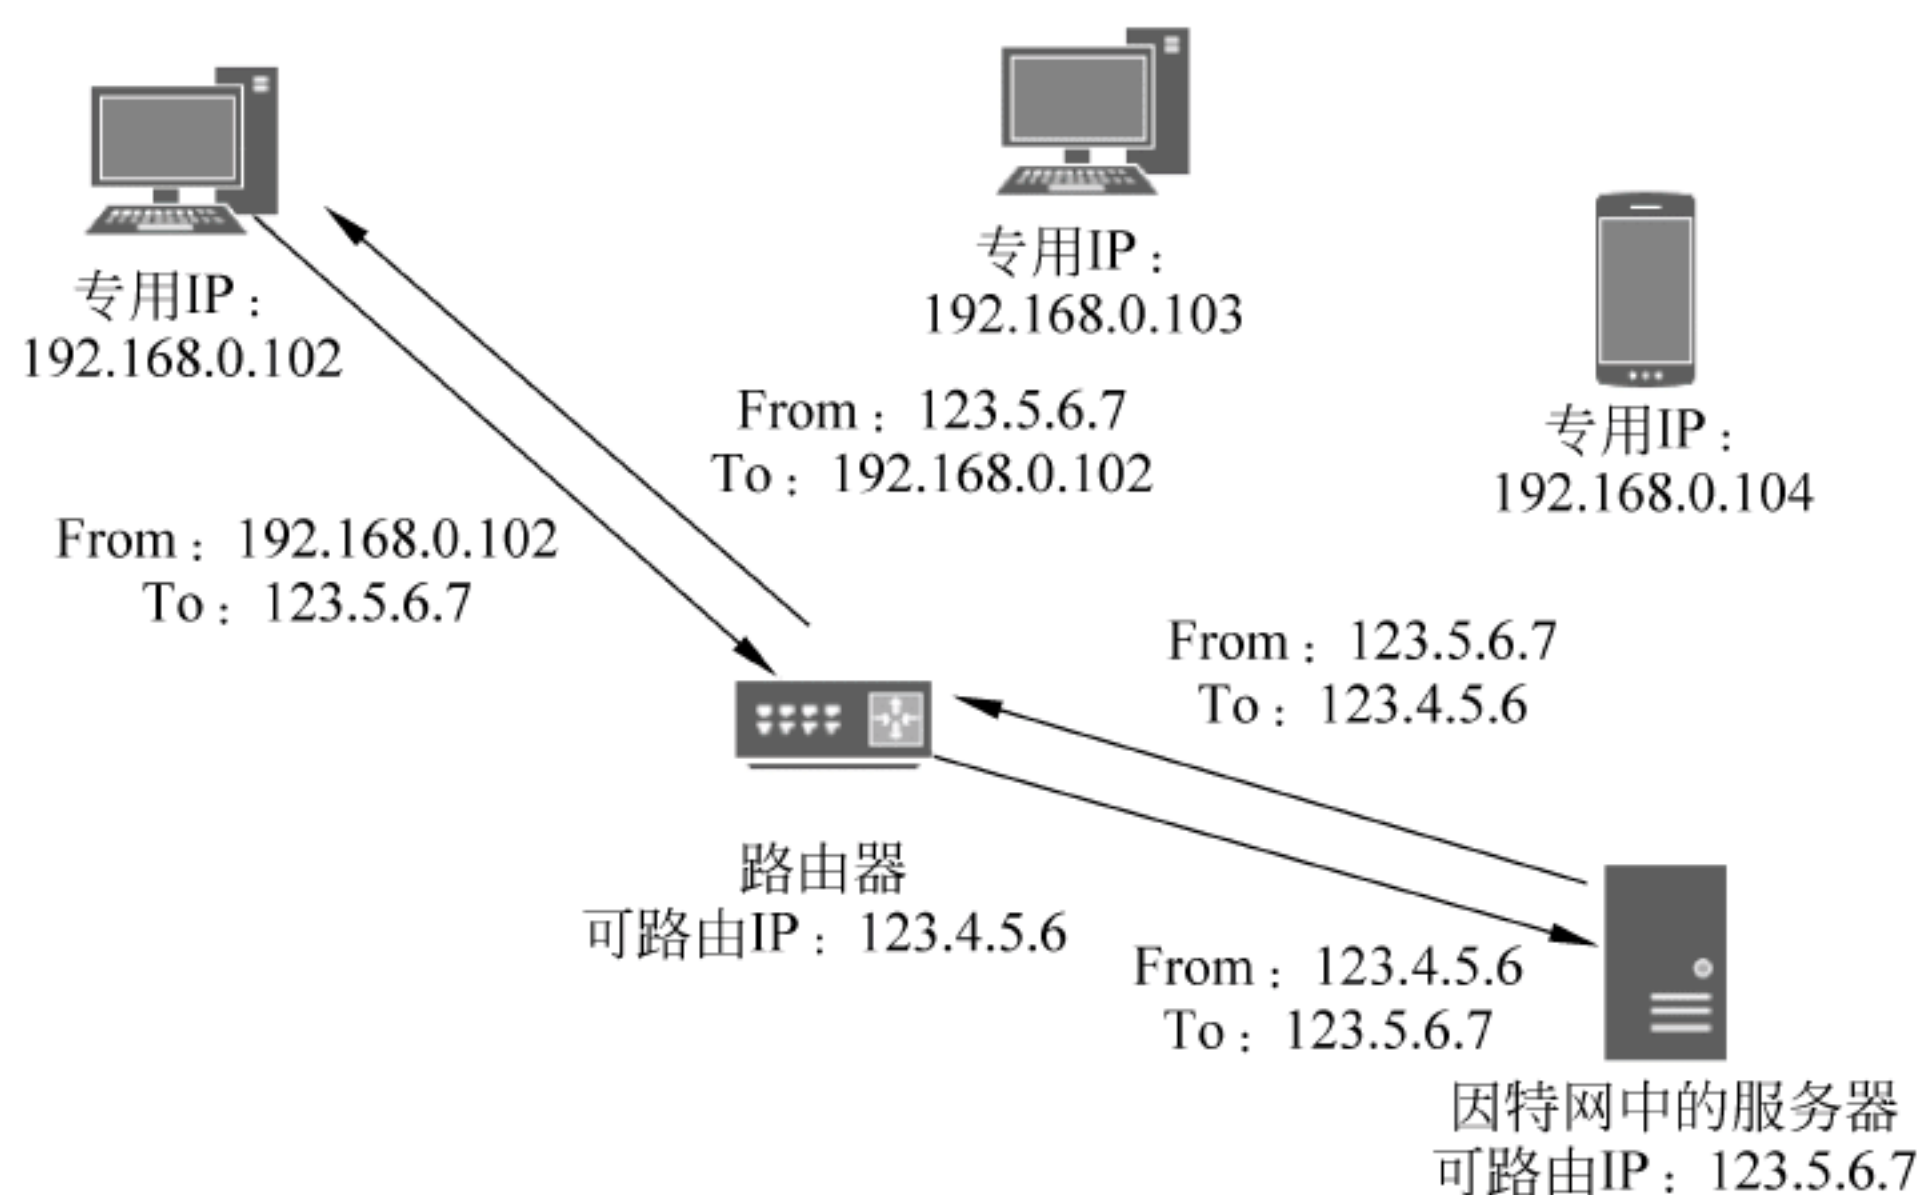 专用IP：
192.168.0.102
专用IP：
192.168.0.103
专用IP：
192.168.0.104
From：123.5.6.7
To：192.168.0.102
From：192.168.0.102
To：123.5.6.7
From：123.5.6.7
To：123.4.5.6
路由器
可路由IP：123.4.5.6
From：123.4.5.6
To：123.5.6.7
因特网中的服务器
可路由IP：123.5.6.7